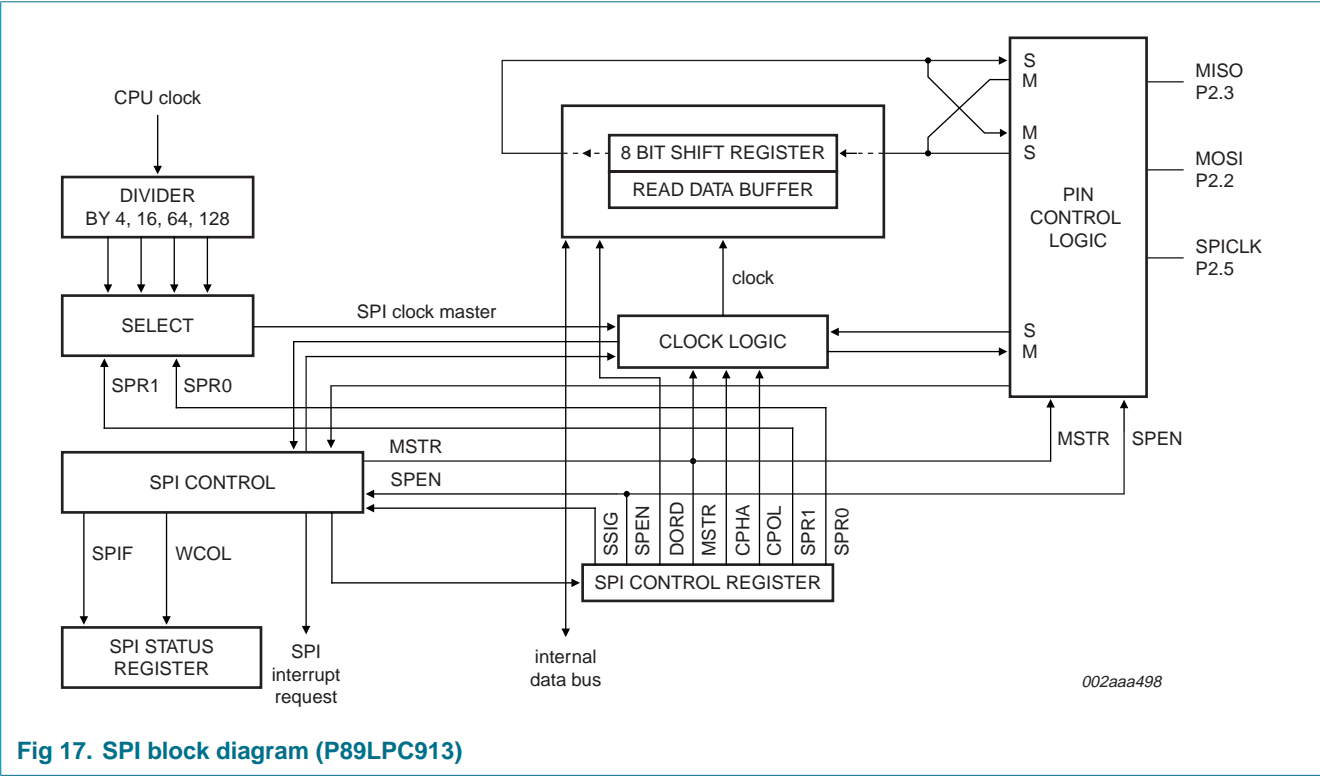 CPU clock
DIVIDER
BY 4, 16, 64, 128
SELECT
SPR1
SPR0
SPI clock master
8 BIT SHIFT REGISTER
READ DATA BUFFER
clock
CLOCK LOGIC
S
M
M
S
PIN
CONTROL
LOGIC
S
M
MISO
P2.3
MOSI
P2.2
SPICLK
P2.5
MSTR
SPEN
MSTR
SPEN
SPI CONTROL
SPIF
WCOL
SSIG
SPEN
DORD
MSTR
CPHA
CPOL
SPR1
SPR0
SPI CONTROL REGISTER
SPI STATUS
REGISTER
SPI
interrupt
request
internal
data bus
002aaa498
Fig 17. SPI block diagram (P89LPC913)